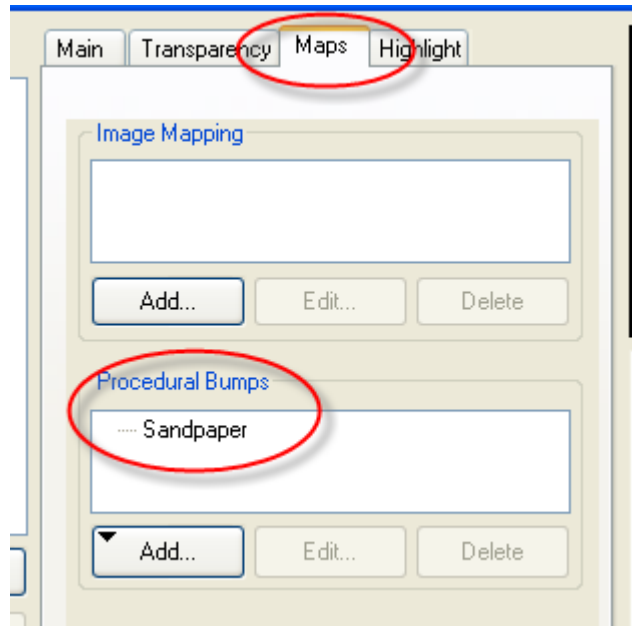 Main Transparency Maps Highlight
Image Mapping
Add... Edit... Delete
Procedural Bumps
Sandpaper
Add... Edit... Delete